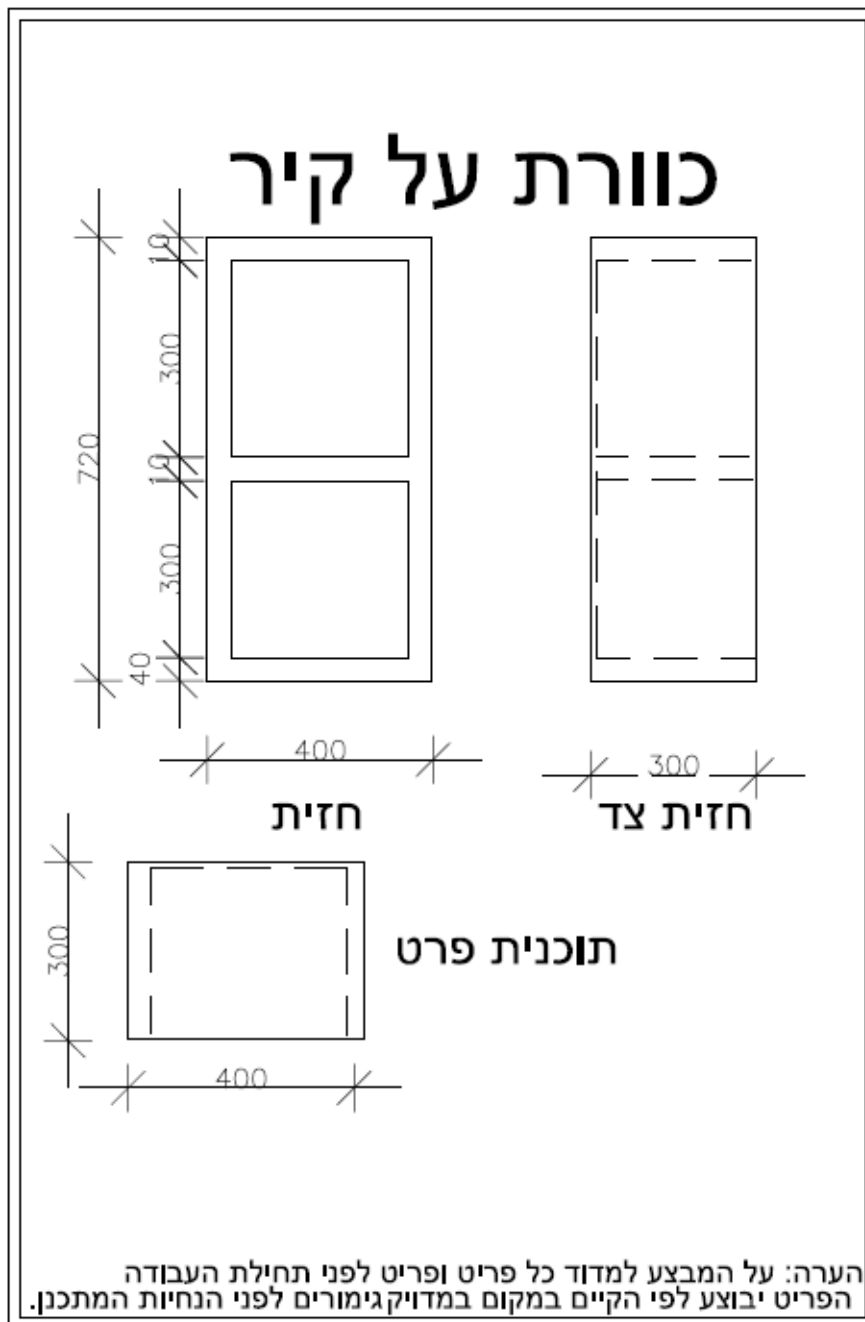 כוורת על קיר
10
300
10
300
40
720
400
300
חזית
חזית צד
300
תוכנית פרט
400
הערה: על המבצע למדוד כל פריט ופריט לפני תחילת העבודה
הפריט יבוצע לפי הקיים במקום במדויק גימורים לפני הנחיות המתכנן.